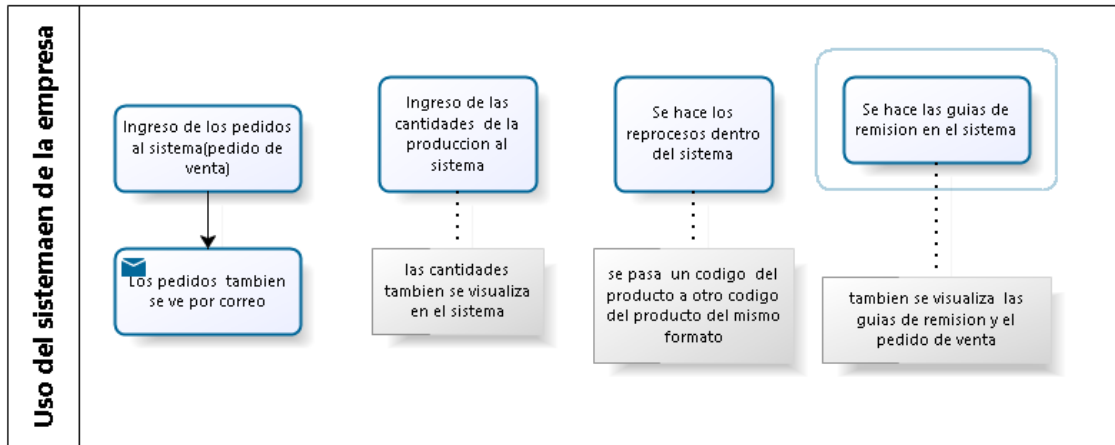 Uso del sistemaen de la empresa
Ingreso de los pedidos
al sistema(pedido de
venta)
Los pedidos tambien
se ve por correo
Ingreso de las
cantidades de la
produccion al
sistema
las cantidades
tambien se visualiza
en el sistema
Se hace los
reprocesos dentro
del sistema
se pasa un codigo del
producto a otro codigo
del producto del mismo
formato
Se hace las guias de
remision en el sistema
tambien se visualiza las
guias de remision y el
pedido de venta